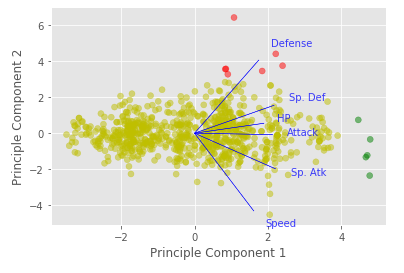 6
4
2
0
−2
−4
Principle Component 2
Defense
Sp. Def
HP
Attack
Sp. Atk
Speed
−2
0
2
4
Principle Component 1